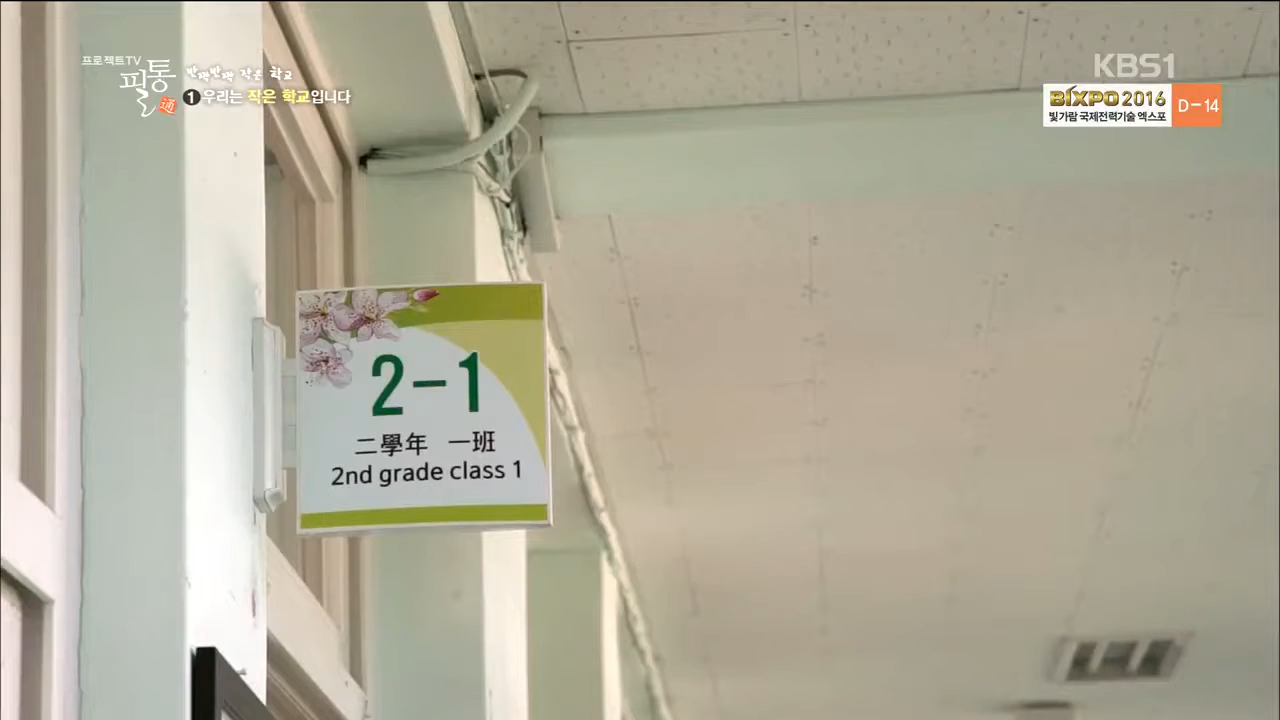 프로젝트TV
필통
通
반짝반짝 작은 학교
1 우리는 작은 학교입니다
KBS1
BIXPO 2016
빛가람 국제전력기술 엑스포
D-14
2-1
二學年 一班
2nd grade class 1